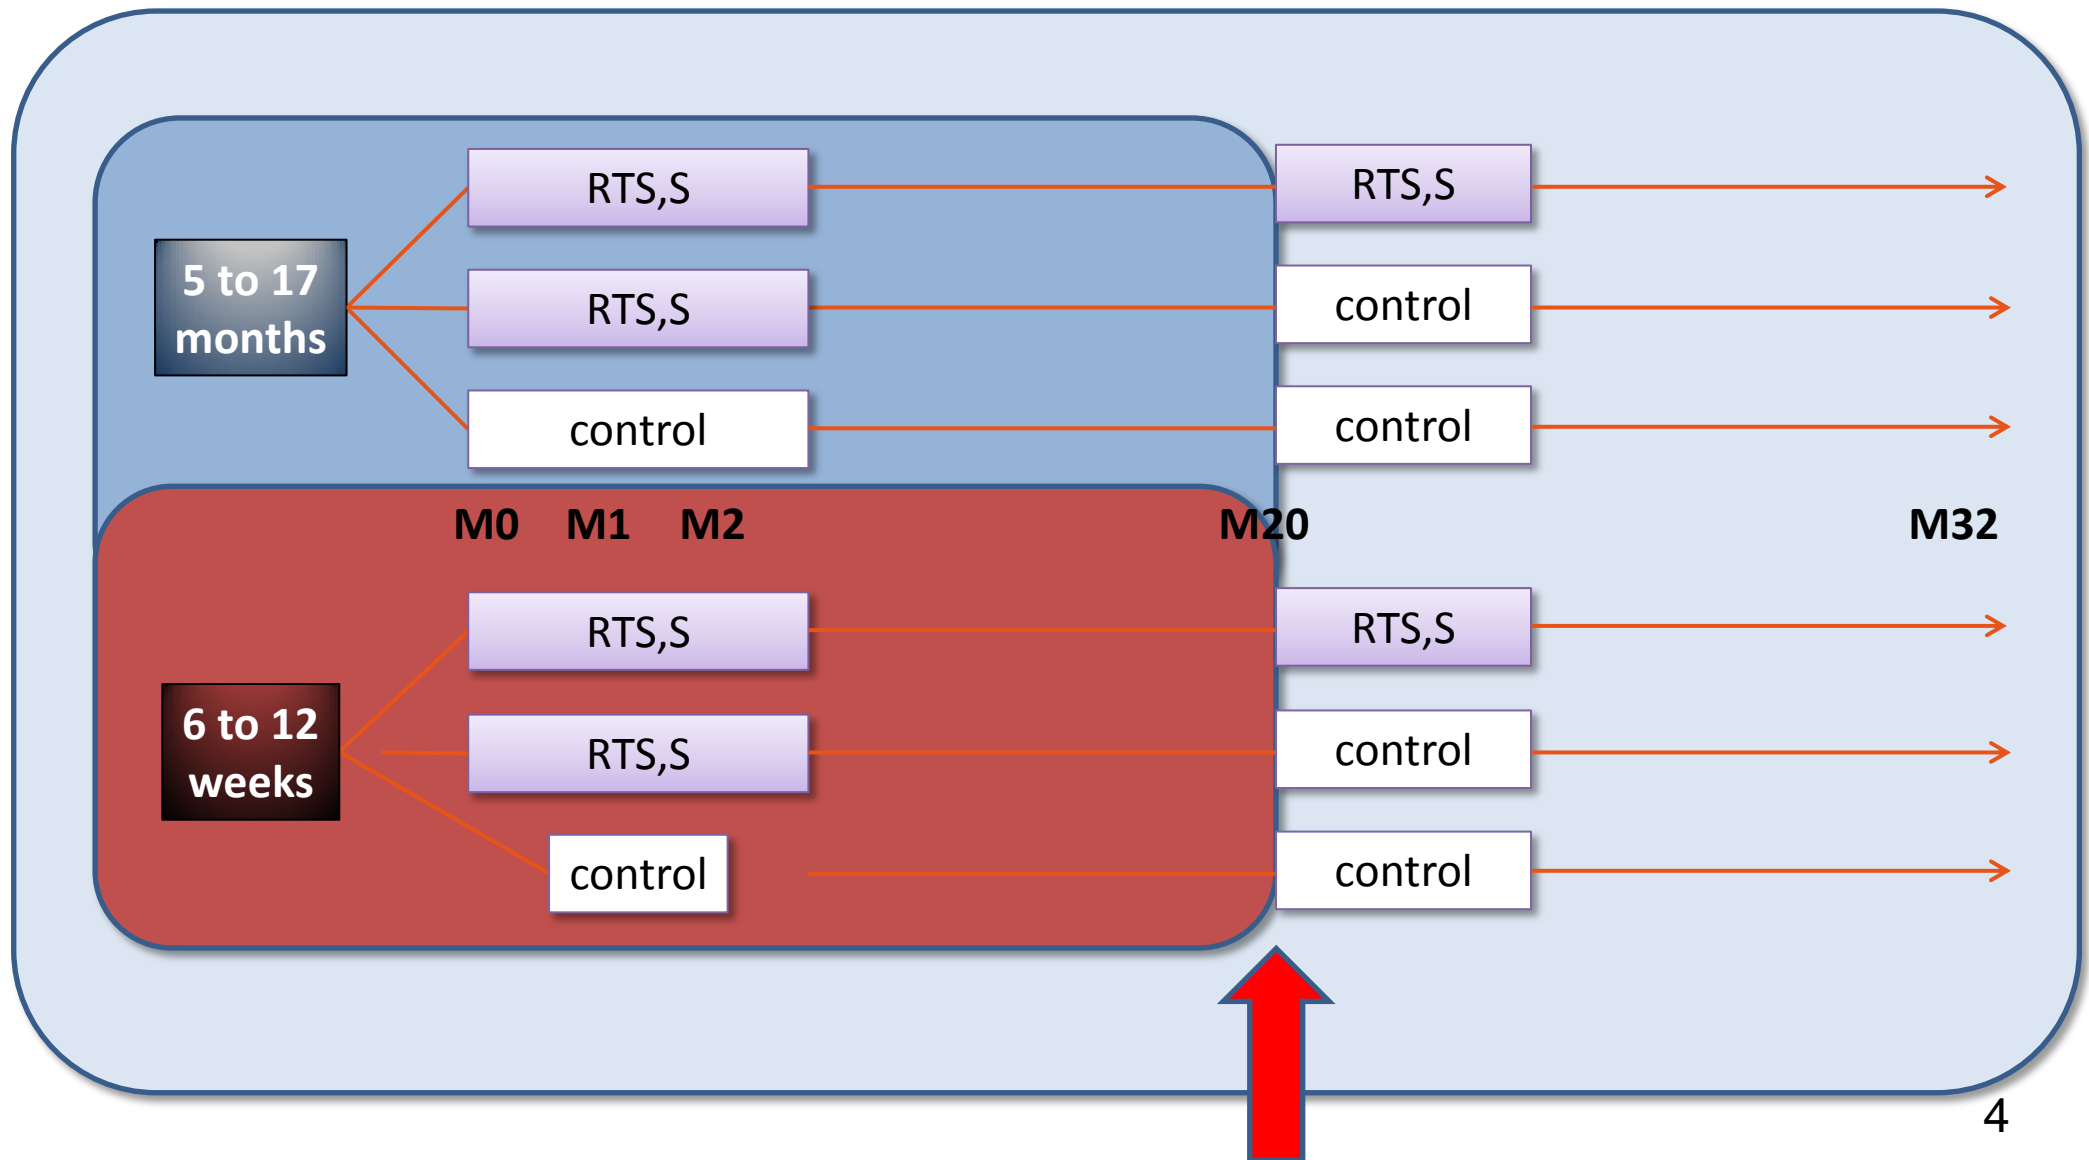 RTS,S
RTS,S
5 to 17
months
RTS,S
control
control
control
M0 M1 M2 M20 M32
RTS,S
RTS,S
6 to 12
weeks
RTS,S
control
control
control
4